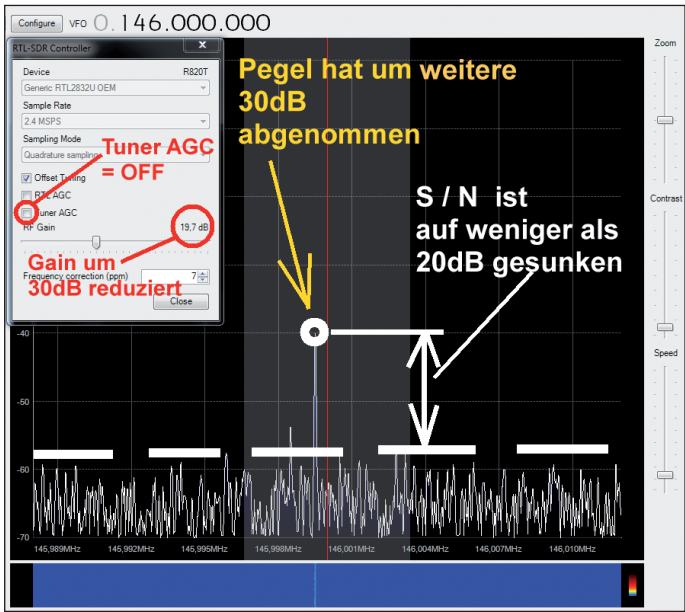 Configure VFO 0.146.000.000
RTL-SDR Controller
x
Device R820T
Generic RTL2832U OEM
Sample Rate
2.4 MSPS
Sampling Mode
Quadrature sampling
Offset Tuning
RTL AGC
Tuner AGC
RF Gain 19,7 dB
Frequency correction (ppm) 7
Close
Tuner AGC
= OFF
Gain um
30dB reduziert
Pegel hat um weitere
30dB
abgenommen
S / N ist
auf weniger als
20dB gesunken
Zoom
Contrast
Speed
-40
-50
-60
-70
145,989MHz 145,992MHz 145,995MHz 145,998MHz 146,001MHz 146,004MHz 146,007MHz 146,010MHz